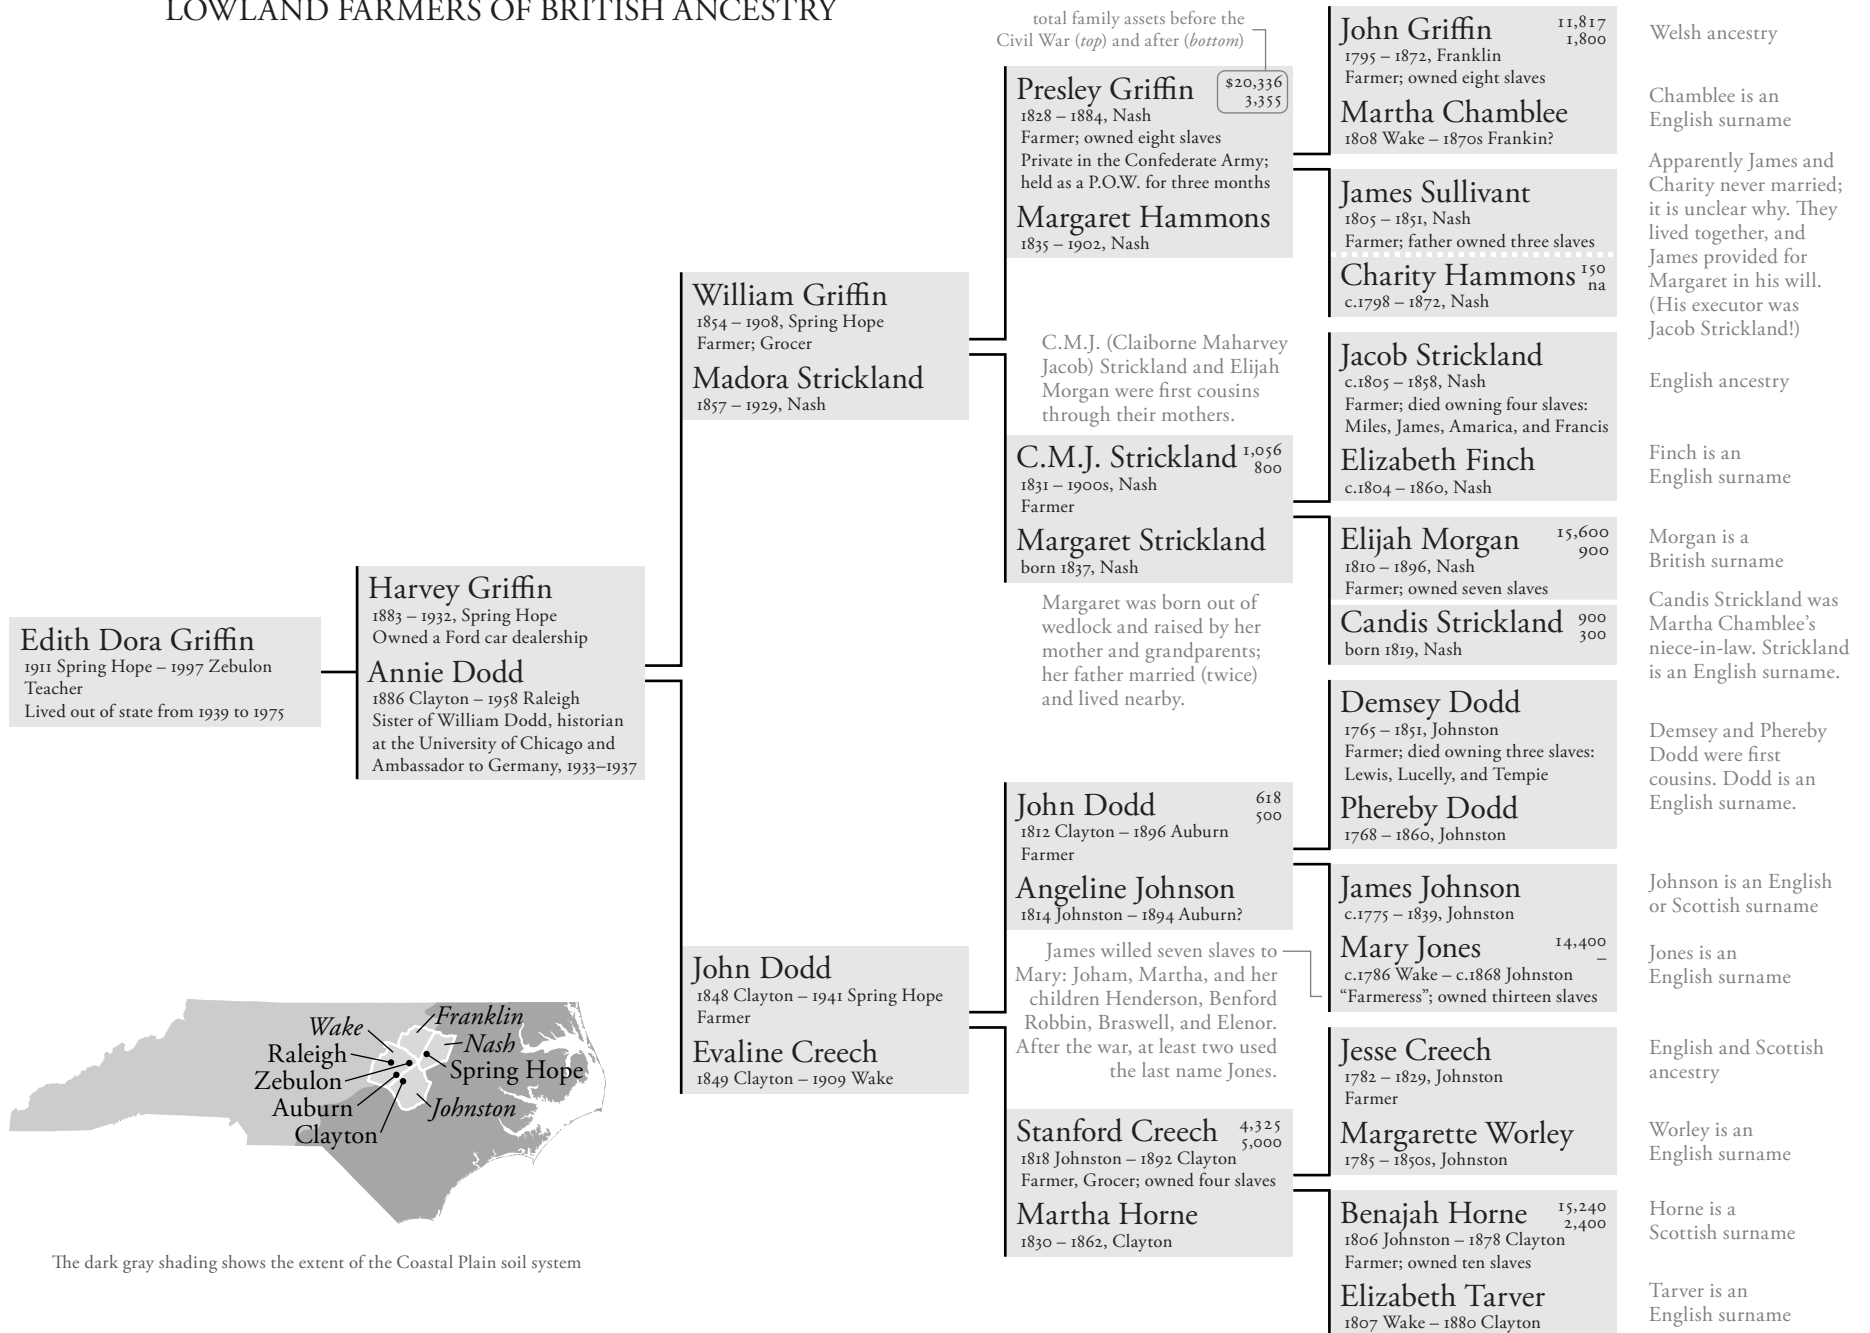 LOWLAND FARMERS OF BRITISH ANCESTRY
total family assets before the
Civil War (top) and after (bottom)
Edith Dora Griffin
1911 Spring Hope – 1997 Zebulon
Teacher
Lived out of state from 1939 to 1975
Harvey Griffin
1883 – 1932, Spring Hope
Owned a Ford car dealership
Annie Dodd
1886 Clayton – 1958 Raleigh
Sister of William Dodd, historian
at the University of Chicago and
Ambassador to Germany, 1933–1937
William Griffin
1854 – 1908, Spring Hope
Farmer; Grocer
Madora Strickland
1857 – 1929, Nash
John Dodd
1848 Clayton – 1941 Spring Hope
Farmer
Evaline Creech
1849 Clayton – 1909 Wake
Presley Griffin $20,336
3,355
1828 – 1884, Nash
Farmer; owned eight slaves
Private in the Confederate Army;
held as a P.O.W. for three months
Margaret Hammons
1835 – 1902, Nash
C.M.J. (Claiborne Maharvey
Jacob) Strickland and Elijah
Morgan were first cousins
through their mothers.
C.M.J. Strickland 1,056
800
1831 – 1900s, Nash
Farmer
Margaret Strickland
born 1837, Nash
Margaret was born out of
wedlock and raised by her
mother and grandparents;
her father married (twice)
and lived nearby.
John Dodd 618
500
1812 Clayton – 1896 Auburn
Farmer
Angeline Johnson
1814 Johnston – 1894 Auburn?
James willed seven slaves to
Mary: Joham, Martha, and her
children Henderson, Benford
Robbin, Braswell, and Elenor.
After the war, at least two used
the last name Jones.
Stanford Creech 4,325
5,000
1818 Johnston – 1892 Clayton
Farmer, Grocer; owned four slaves
Martha Horne
1830 – 1862, Clayton
John Griffin 11,817
1,800
1795 – 1872, Franklin
Farmer; owned eight slaves
Martha Chamblee
1808 Wake – 1870s Frankin?
James Sullivant
1805 – 1851, Nash
Farmer; father owned three slaves
Charity Hammons 150
na
c.1798 – 1872, Nash
Jacob Strickland
c.1805 – 1858, Nash
Farmer; died owning four slaves:
Miles, James, Amarica, and Francis
Elizabeth Finch
c.1804 – 1860, Nash
Elijah Morgan 15,600
900
1810 – 1896, Nash
Farmer; owned seven slaves
Candis Strickland 900
300
born 1819, Nash
Demsey Dodd
1765 – 1851, Johnston
Farmer; died owning three slaves:
Lewis, Lucelly, and Tempie
Phereby Dodd
1768 – 1860, Johnston
James Johnson
c.1775 – 1839, Johnston
Mary Jones 14,400
–
c.1786 Wake – c.1868 Johnston
“Farmeress”; owned thirteen slaves
Jesse Creech
1782 – 1829, Johnston
Farmer
Margarette Worley
1785 – 1850s, Johnston
Benajah Horne 15,240
2,400
1806 Johnston – 1878 Clayton
Farmer; owned ten slaves
Elizabeth Tarver
1807 Wake – 1880 Clayton
Welsh ancestry
Chamblee is an
English surname
Apparently James and
Charity never married;
it is unclear why. They
lived together, and
James provided for
Margaret in his will.
(His executor was
Jacob Strickland!)
English ancestry
Finch is an
English surname
Morgan is a
British surname
Candis Strickland was
Martha Chamblee’s
niece-in-law. Strickland
is an English surname.
Demsey and Phereby
Dodd were first
cousins. Dodd is an
English surname.
Johnson is an English
or Scottish surname
Jones is an
English surname
English and Scottish
ancestry
Worley is an
English surname
Horne is a
Scottish surname
Tarver is an
English surname
Wake
Franklin
Nash
Raleigh
Zebulon
Spring Hope
Auburn
Johnston
Clayton
The dark gray shading shows the extent of the Coastal Plain soil system